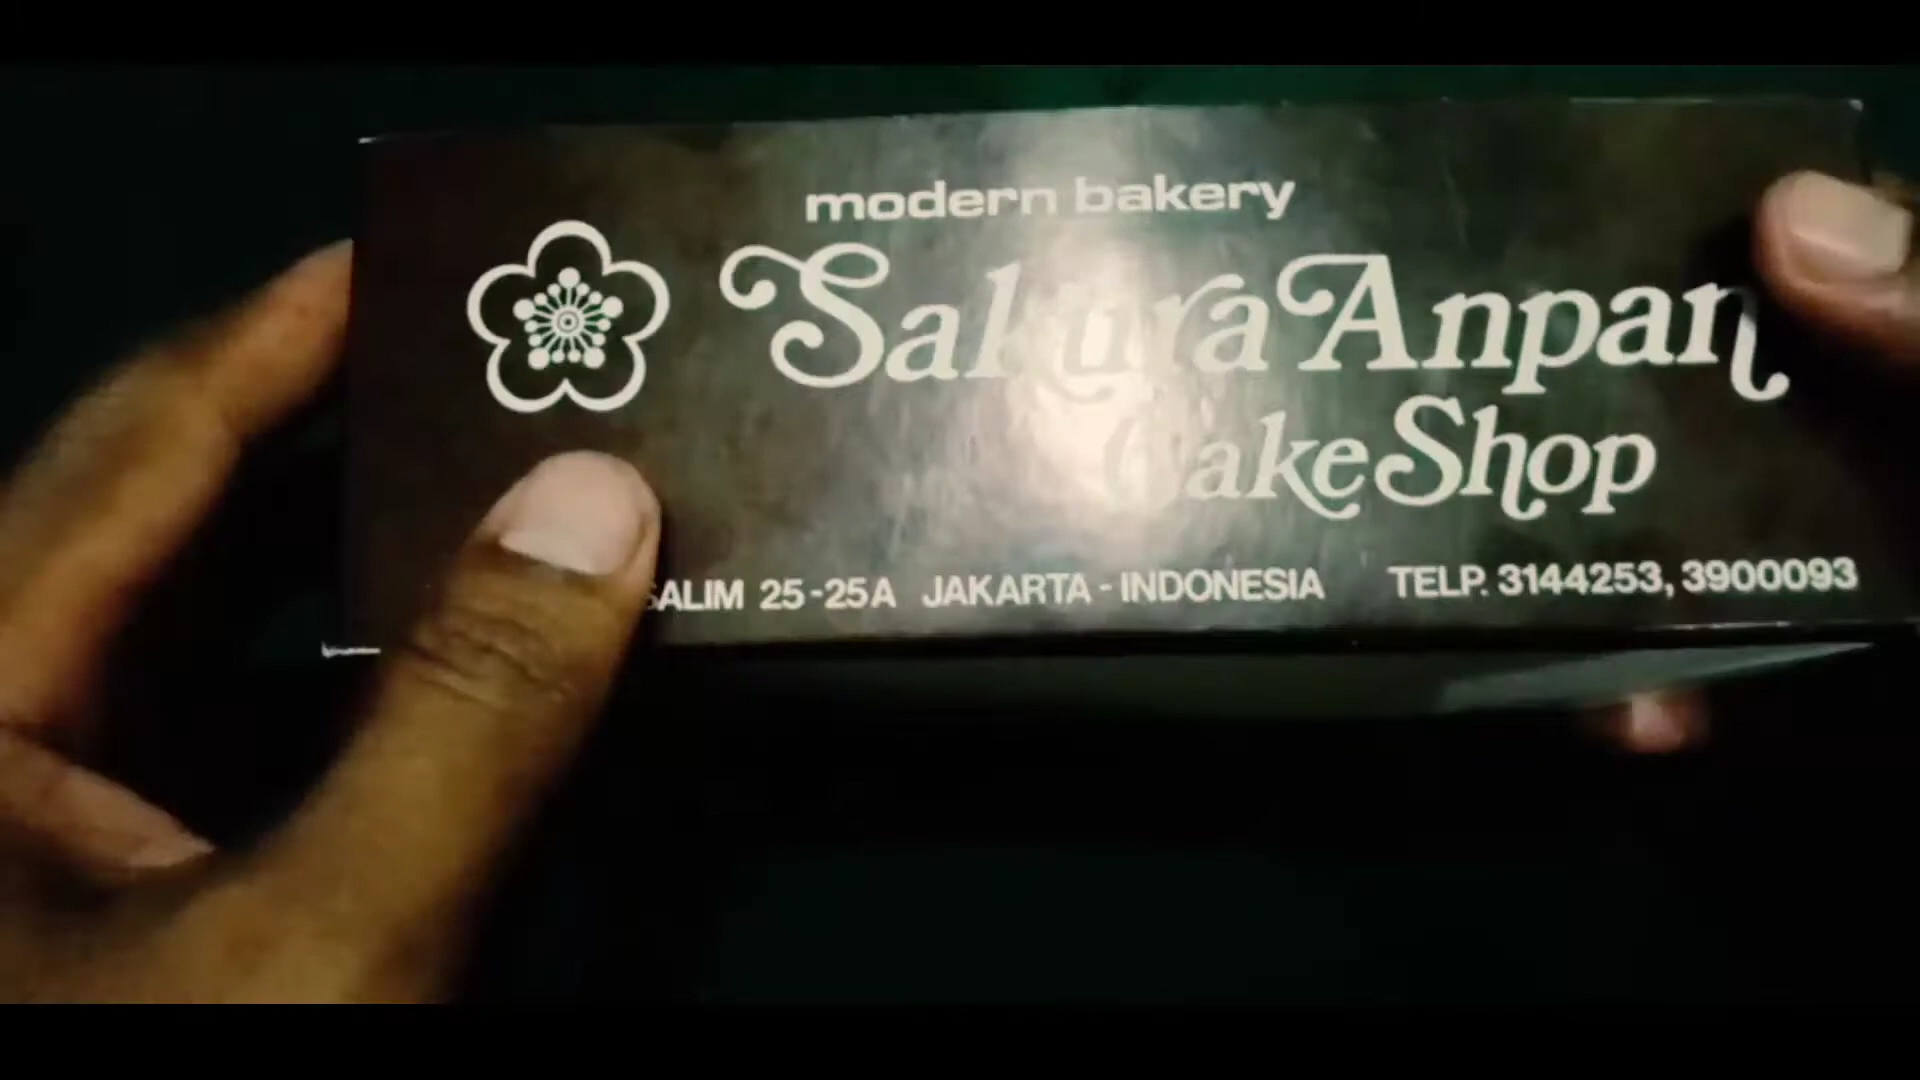 modern bakery
Sakura Anpan
Cake Shop
SALIM 25-25A JAKARTA - INDONESIA TELP. 3144253, 3900093